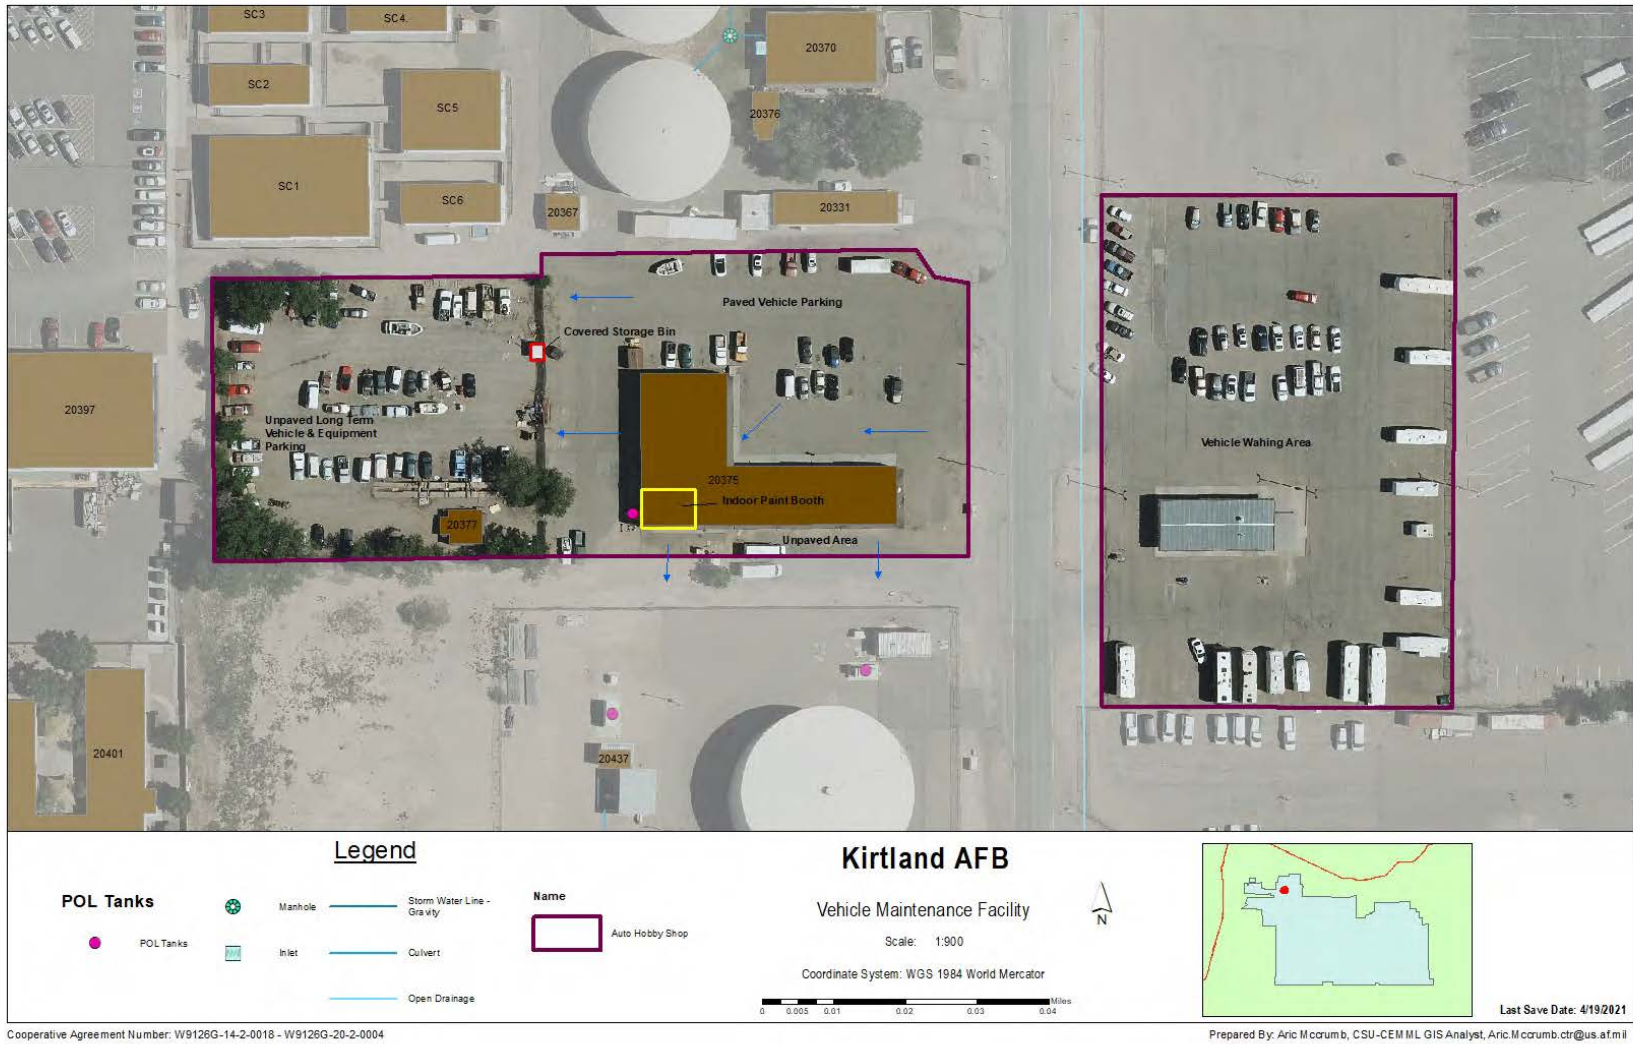 SC3
SC4
20370
SC2
SC5
20376
SC1
SC6
20367
20331
Paved Vehicle Parking
Covered Storage Bin
20397
Unpaved Long Term
Vehicle & Equipment
Parking
Vehicle Wahing Area
20375
Indoor Paint Booth
20377
Unpaved Area
20401
20437
Legend
POL Tanks
POL Tanks
Manhole
Inlet
Storm Water Line -
Gravity
Culvert
Open Drainage
Name
Auto Hobby Shop
Kirtland AFB
Vehicle Maintenance Facility
Scale: 1:900
Coordinate System: WGS 1984 World Mercator
Miles
0 0.005 0.01 0.02 0.03 0.04
N
Last Save Date: 4/19/2021
Cooperative Agreement Number: W9126G-14-2-0018 - W9126G-20-2-0004
Prepared By: Aric Mccrumb, CSU-CEMML GIS Analyst, Aric.Mccrumb.ctr@us.af.mil